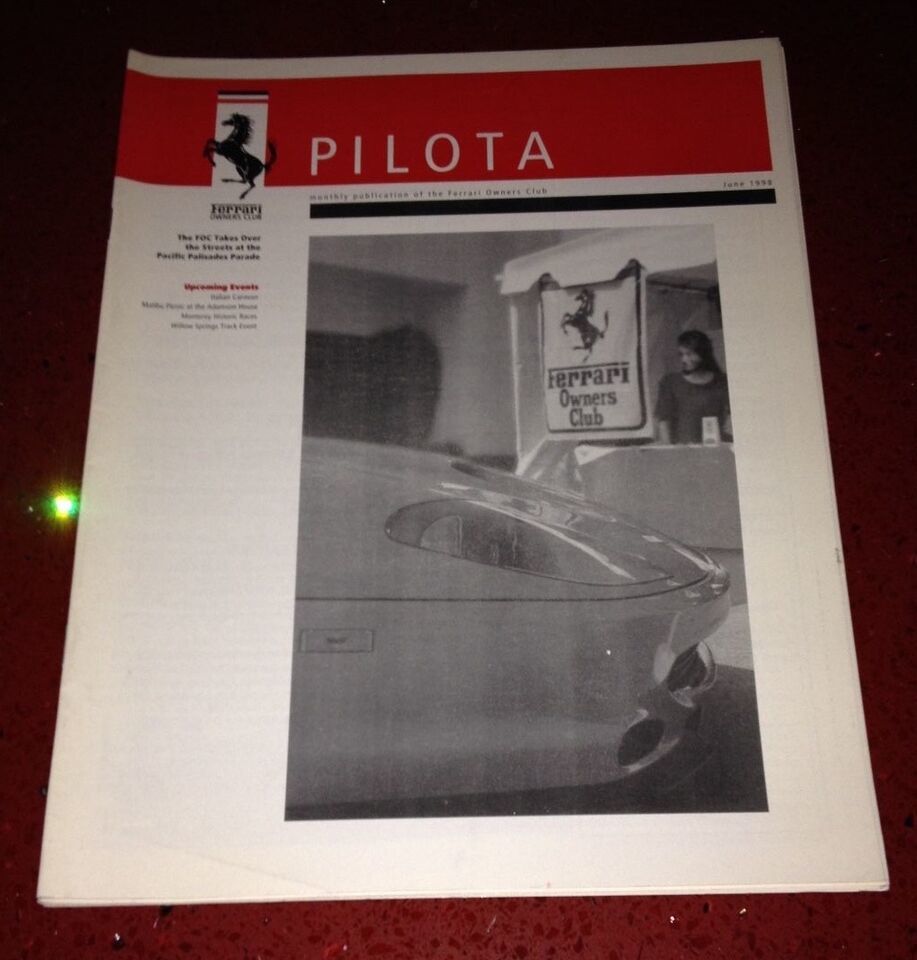 PILOTA
monthly publication of the Ferrari Owners Club
June 1998
Ferrari
OWNERS CLUB
The FOC Takes Over
the Streets at the
Pacific Palisades Parade
Upcoming Events
Italian Carnivan
Malibu Picnic at the Adamson House
Monterey Historic Races
Willow Springs Track Event
Ferrari
Owners
Club